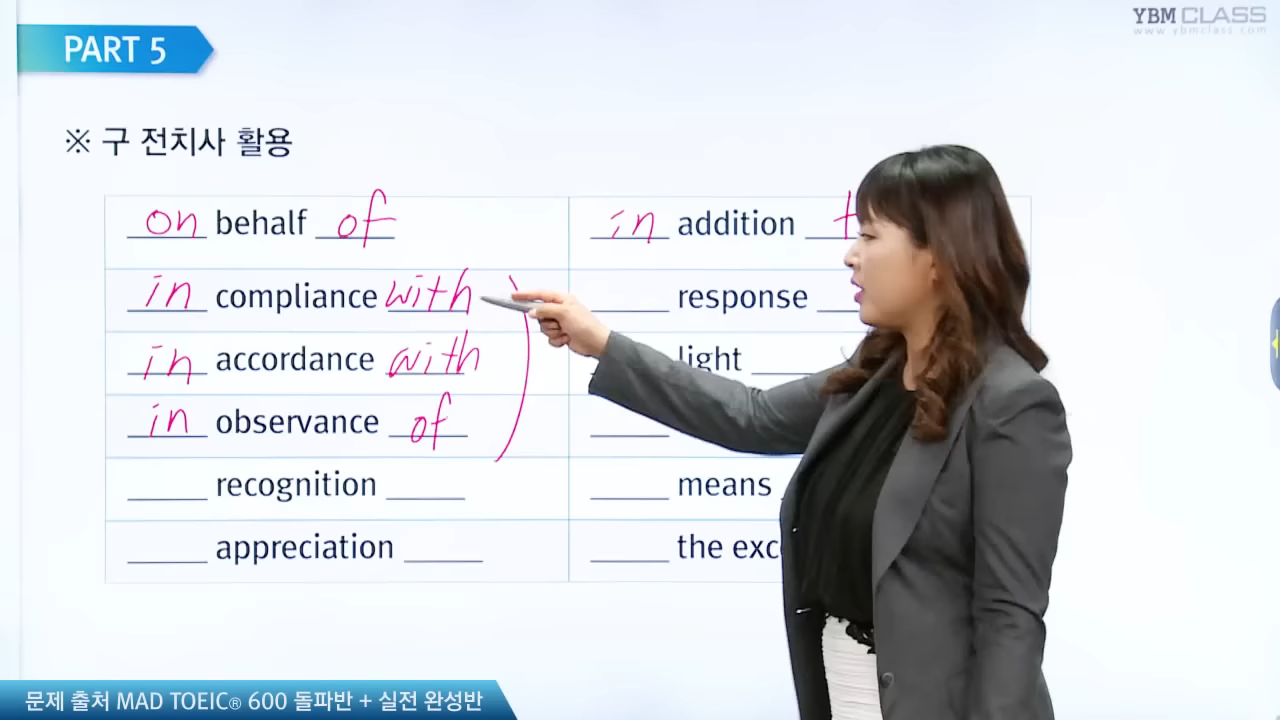 YBM CLASS
www.ybmclass.com
PART 5
※ 구 전치사 활용
on behalf of
in addition t
in compliance with
response
in accordance with
light
in observance of
recognition
means
appreciation
the exc
문제 출처 MAD TOEIC® 600 돌파반 + 실전 완성반